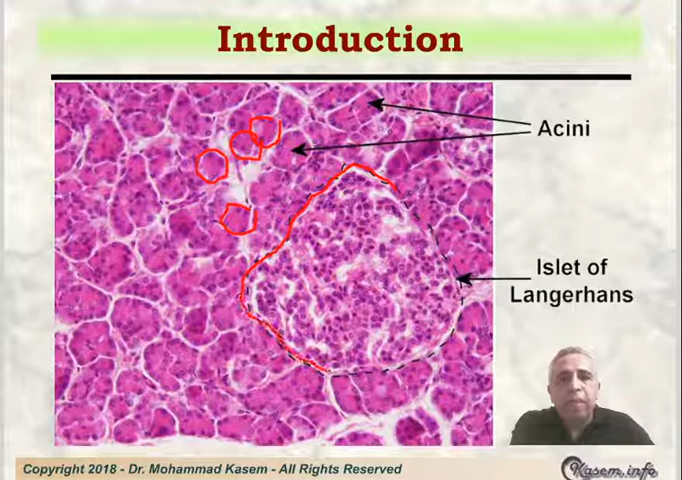 Introduction
Acini
Islet of
Langerhans
Copyright 2018 - Dr. Mohammad Kasem - All Rights Reserved
Kasem.info